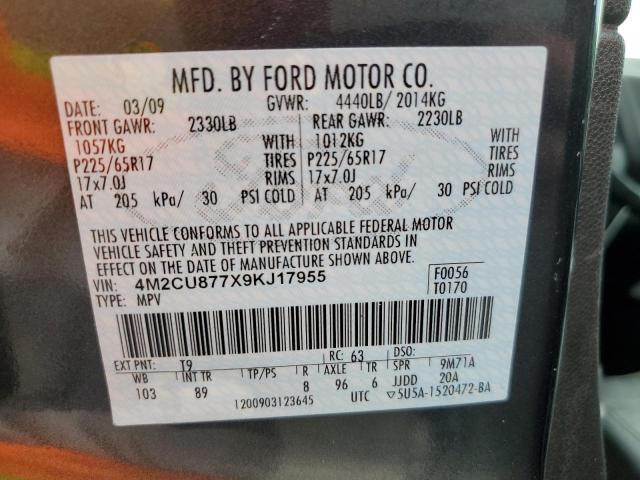 MFD. BY FORD MOTOR CO.
DATE: 03/09 GVWR: 4440LB/ 2014KG
FRONT GAWR: 2330LB REAR GAWR: 2230LB
1057KG WITH 1012KG WITH
P225/65R17 TIRES P225/65R17 TIRES
17x7.0J RIMS 17x7.0J RIMS
AT 205 kPa/ 30 PSI COLD AT 205 kPa/ 30 PSI COLD
THIS VEHICLE CONFORMS TO ALL APPLICABLE FEDERAL MOTOR
VEHICLE SAFETY AND THEFT PREVENTION STANDARDS IN
EFFECT ON THE DATE OF MANUFACTURE SHOWN ABOVE.
VIN: 4M2CU877X9KJ17955 F0056
TYPE: MPV T0170
EXT PNT: T9 RC: 63 DSO:
WB INT TR TP/PS R AXLE TR SPR 9M71A
103 89 8 96 6 JJDD 20A
1200903123645 UTC ▽5U5A-1520472-BA
Ford